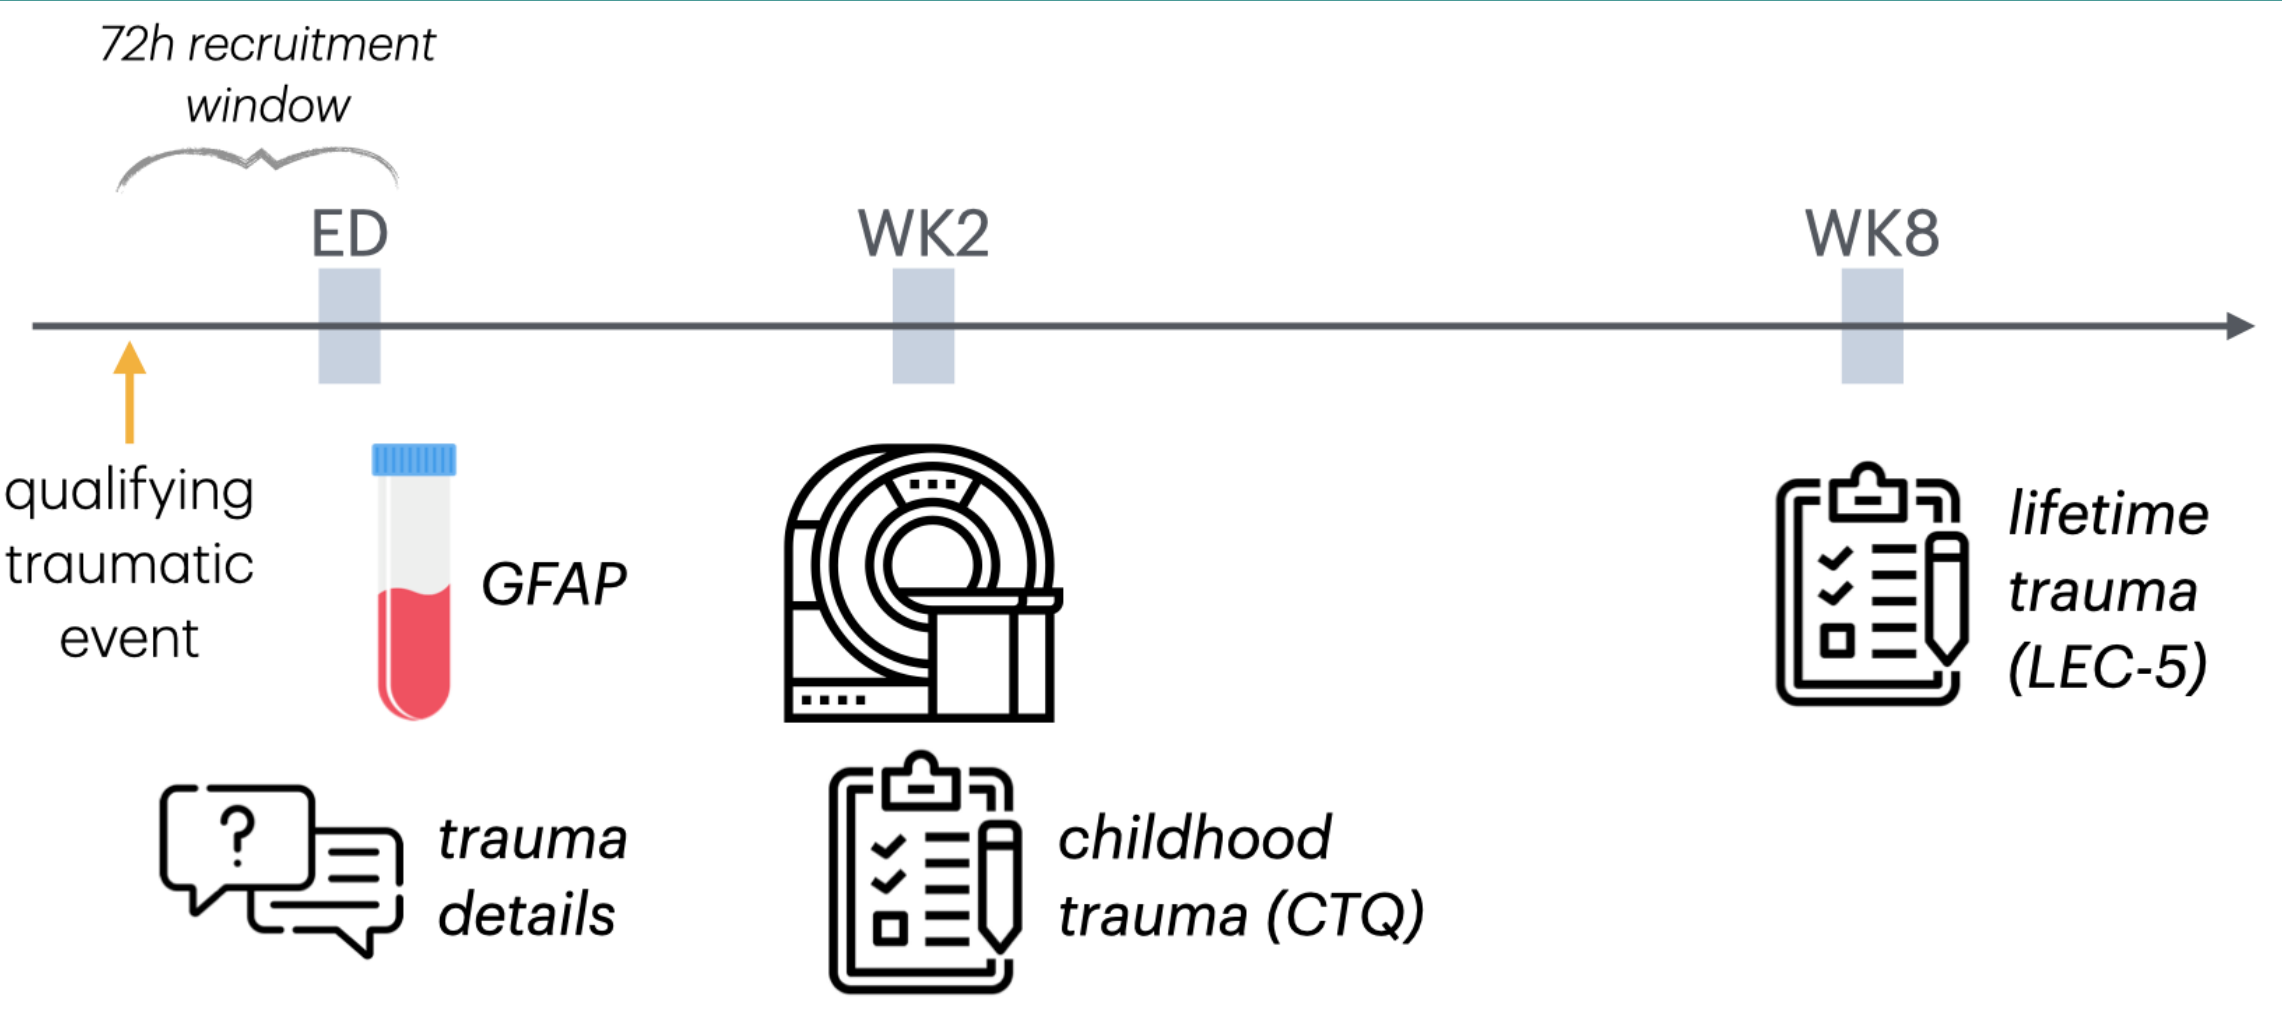 72h recruitment
window
ED
WK2
WK8
qualifying
traumatic
event
GFAP
lifetime
trauma
(LEC-5)
?
trauma
details
childhood
trauma (CTQ)